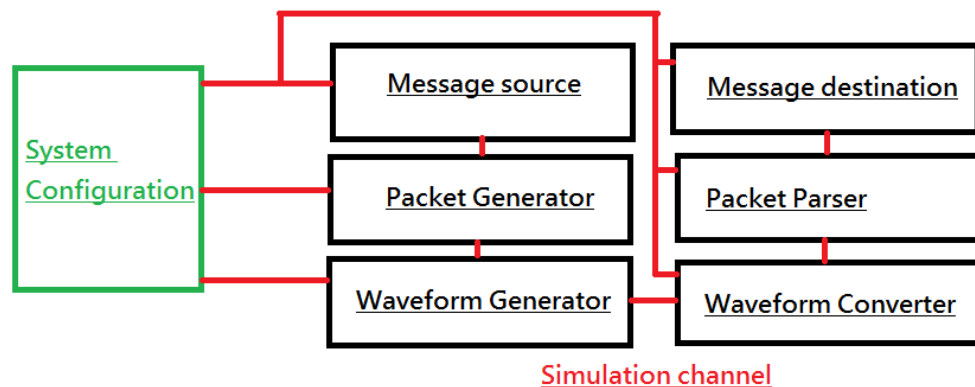 System
Configuration
Message source
Packet Generator
Waveform Generator
Message destination
Packet Parser
Waveform Converter
Simulation channel